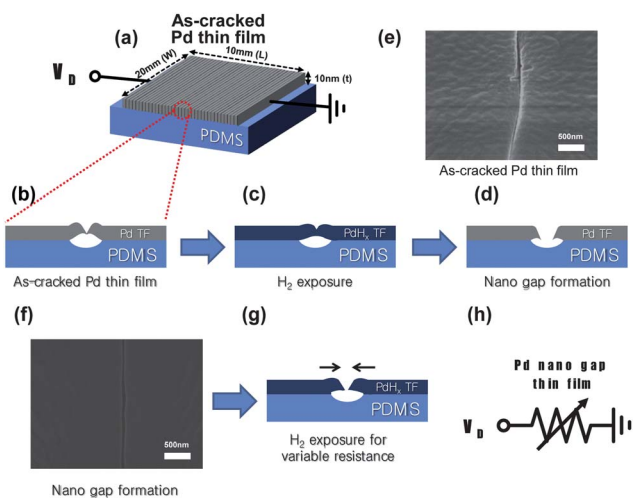 As-cracked
Pd thin film
(a)
10mm (L)
20mm (W)
10nm (t)
V_D
PDMS
(e)
500nm
As-cracked Pd thin film
(b)
Pd TF
PDMS
As-cracked Pd thin film
(c)
PdHₓ TF
PDMS
H₂ exposure
(d)
Pd TF
PDMS
Nano gap formation
(f)
500nm
Nano gap formation
(g)
PdHₓ TF
PDMS
H₂ exposure for
variable resistance
(h)
Pd nano gap
thin film
V_D